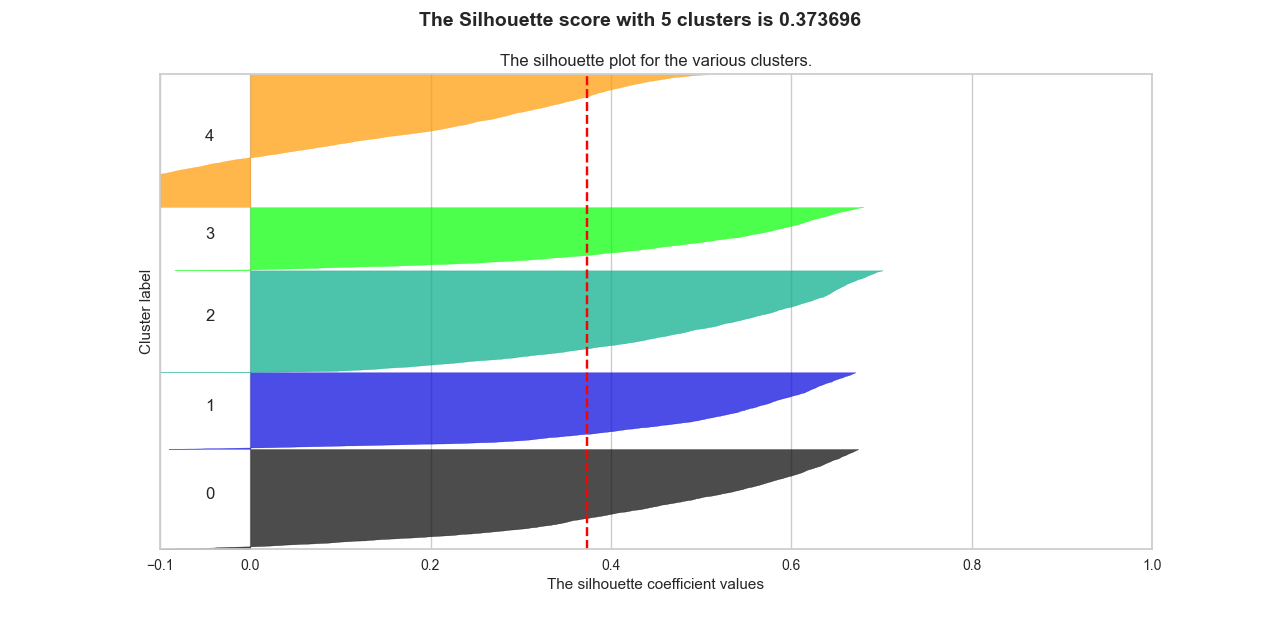 The Silhouette score with 5 clusters is 0.373696
The silhouette plot for the various clusters.
4
3
2
1
0
Cluster label
−0.1 0.0 0.2 0.4 0.6 0.8 1.0
The silhouette coefficient values